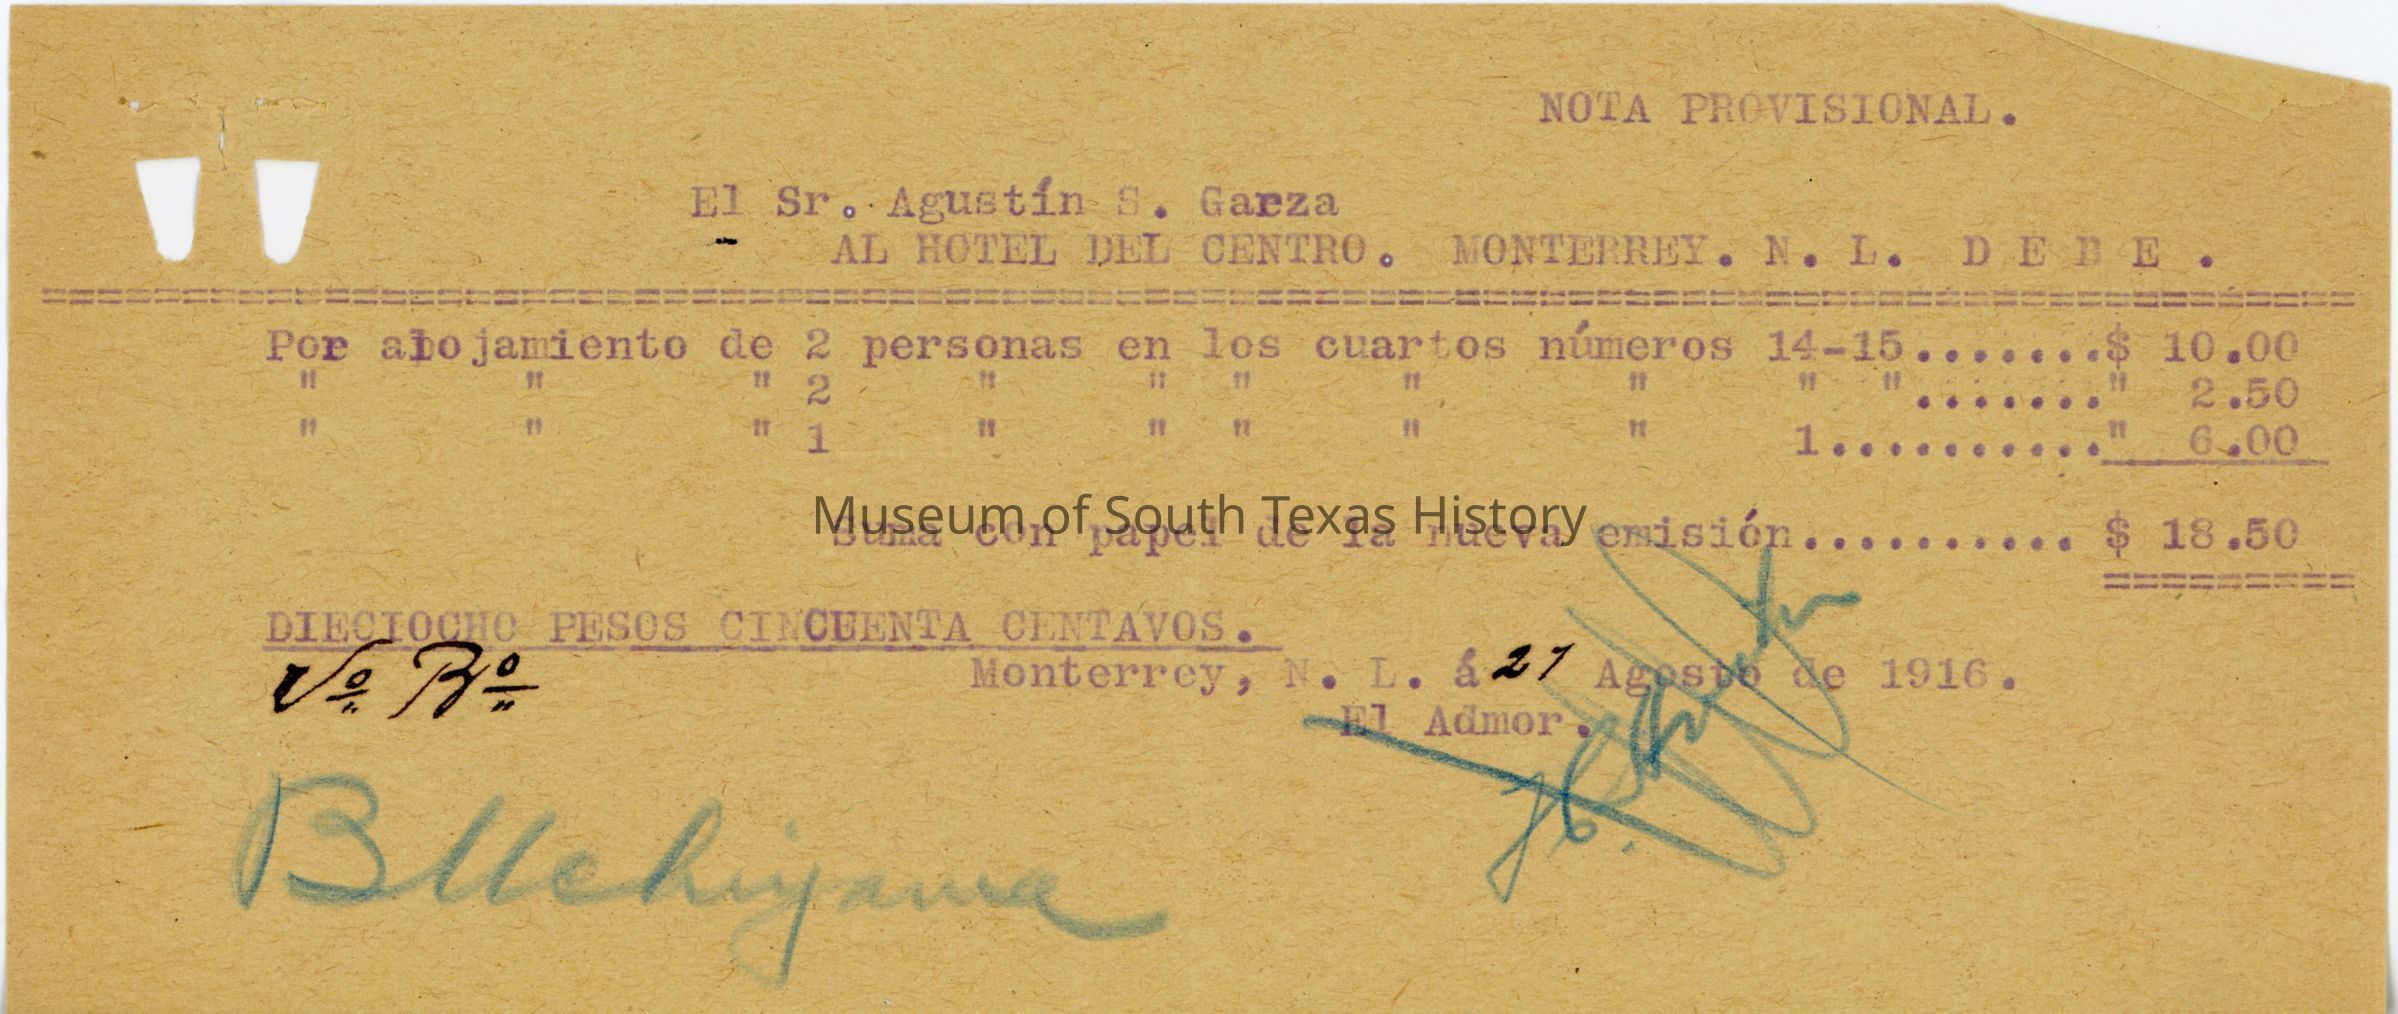 NOTA PROVISIONAL.
El Sr. Agustín S. Garza
AL HOTEL DEL CENTRO. MONTERREY. N. L. D E B E .
================================================================
Por alojamiento de 2 personas en los cuartos números 14-15.......$ 10.00
" " " 2 " " " " " " "......." 2.50
" " " 1 " " " " " 1..........." 6.00
Museum of South Texas History
Suma con papel de la nueva emisión.......... $ 18.50
=========
DIECIOCHO PESOS CINCUENTA CENTAVOS.
Vo Bo
Monterrey, N. L. á 27 Agosto de 1916.
El Admor.
B Uchiyama